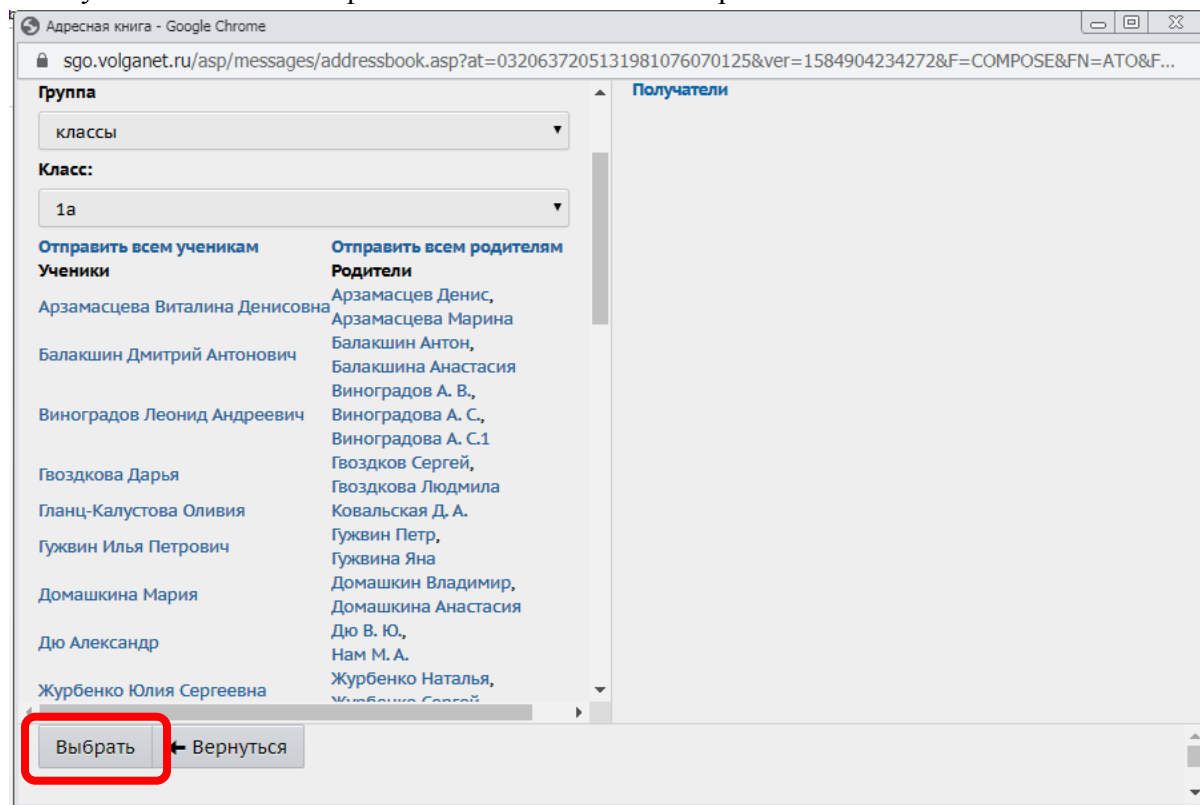 Адресная книга - Google Chrome
sgo.volganet.ru/asp/messages/addressbook.asp?at=032063720513198107607​0125&ver=1584904234272&F=COMPOSE&FN=ATO&F...
Группа
классы
Класс:
1а
Отправить всем ученикам Отправить всем родителям
Ученики Родители
Арзамасцева Виталина Денисовна Арзамасцев Денис,
Арзамасцева Марина
Балакшин Дмитрий Антонович Балакшин Антон,
Балакшина Анастасия
Виноградов Леонид Андреевич Виноградов А. В.,
Виноградова А. С.,
Виноградова А. С.1
Гвоздкова Дарья Гвоздков Сергей,
Гвоздкова Людмила
Гланц-Калустова Оливия Ковальская Д. А.
Гужвин Илья Петрович Гужвин Петр,
Гужвина Яна
Домашкина Мария Домашкин Владимир,
Домашкина Анастасия
Дю Александр Дю В. Ю.,
Нам М. А.
Журбенко Юлия Сергеевна Журбенко Наталья,
Журбенко Сергей
Получатели
Выбрать Вернуться